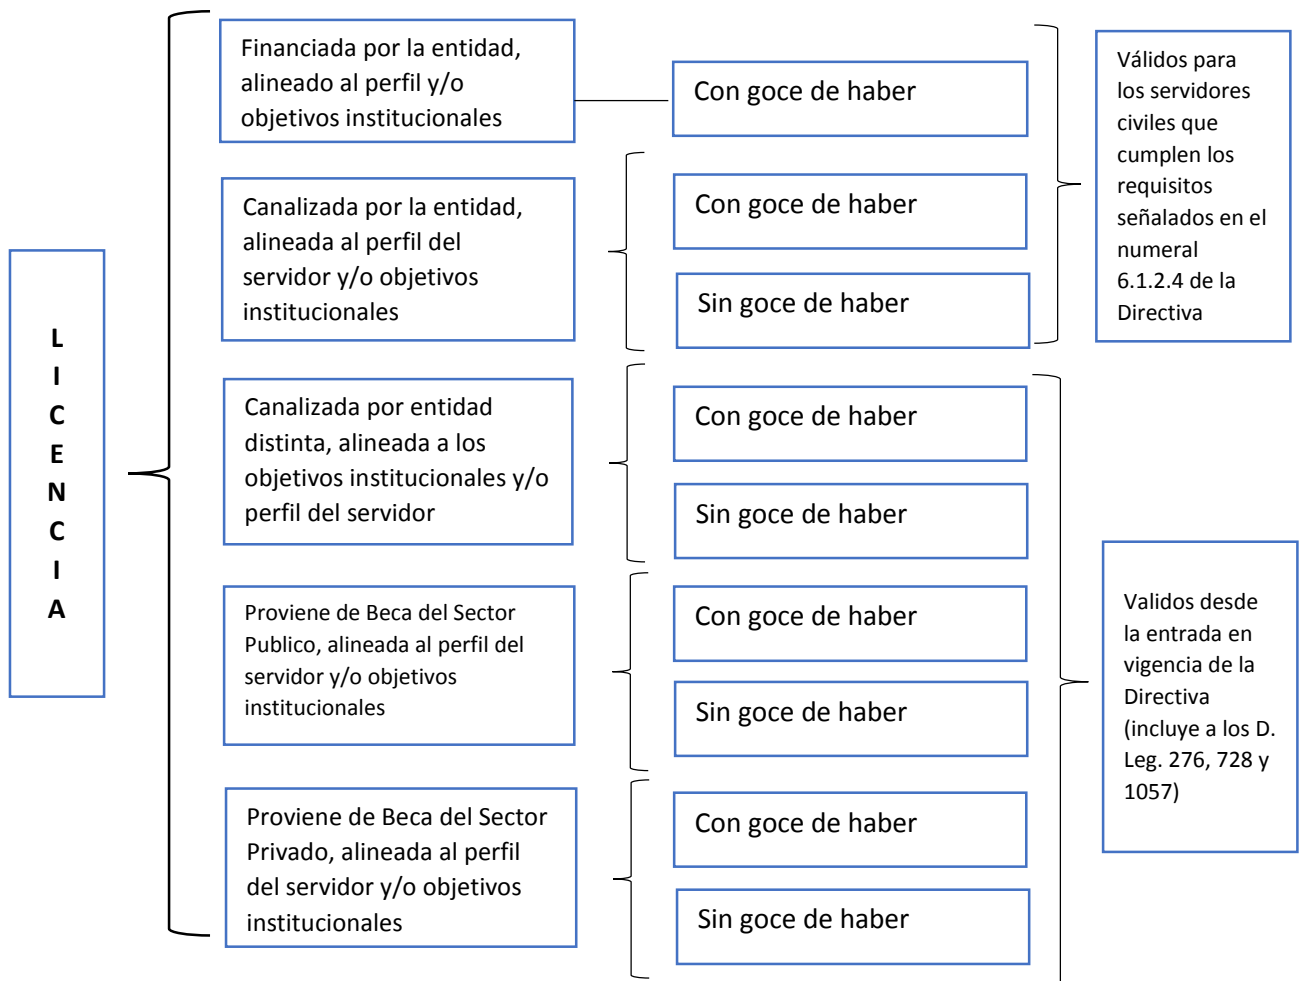 L
I
C
E
N
C
I
A
Financiada por la entidad,
alineado al perfil y/o
objetivos institucionales
Con goce de haber
Canalizada por la entidad,
alineada al perfil del
servidor y/o objetivos
institucionales
Con goce de haber
Sin goce de haber
Válidos para
los servidores
civiles que
cumplen los
requisitos
señalados en el
numeral
6.1.2.4 de la
Directiva
Canalizada por entidad
distinta, alineada a los
objetivos institucionales y/o
perfil del servidor
Con goce de haber
Sin goce de haber
Proviene de Beca del Sector
Publico, alineada al perfil del
servidor y/o objetivos
institucionales
Con goce de haber
Sin goce de haber
Proviene de Beca del Sector
Privado, alineada al perfil
del servidor y/o objetivos
institucionales
Con goce de haber
Sin goce de haber
Validos desde
la entrada en
vigencia de la
Directiva
(incluye a los D.
Leg. 276, 728 y
1057)